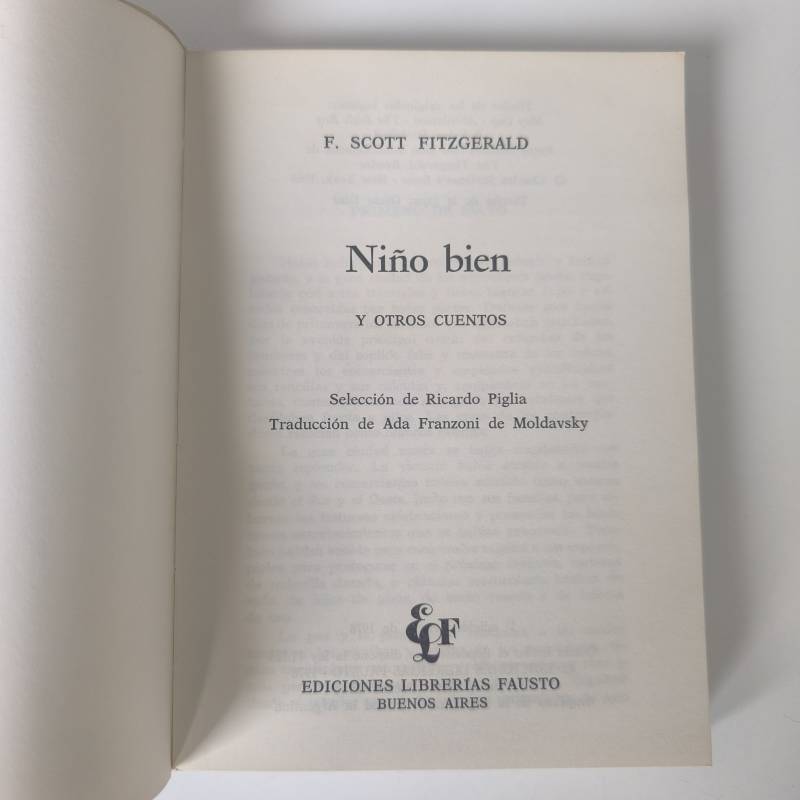 F. SCOTT FITZGERALD
Niño bien
Y OTROS CUENTOS
Selección de Ricardo Piglia
Traducción de Ada Franzoni de Moldavsky
ELF
EDICIONES LIBRERÍAS FAUSTO
BUENOS AIRES